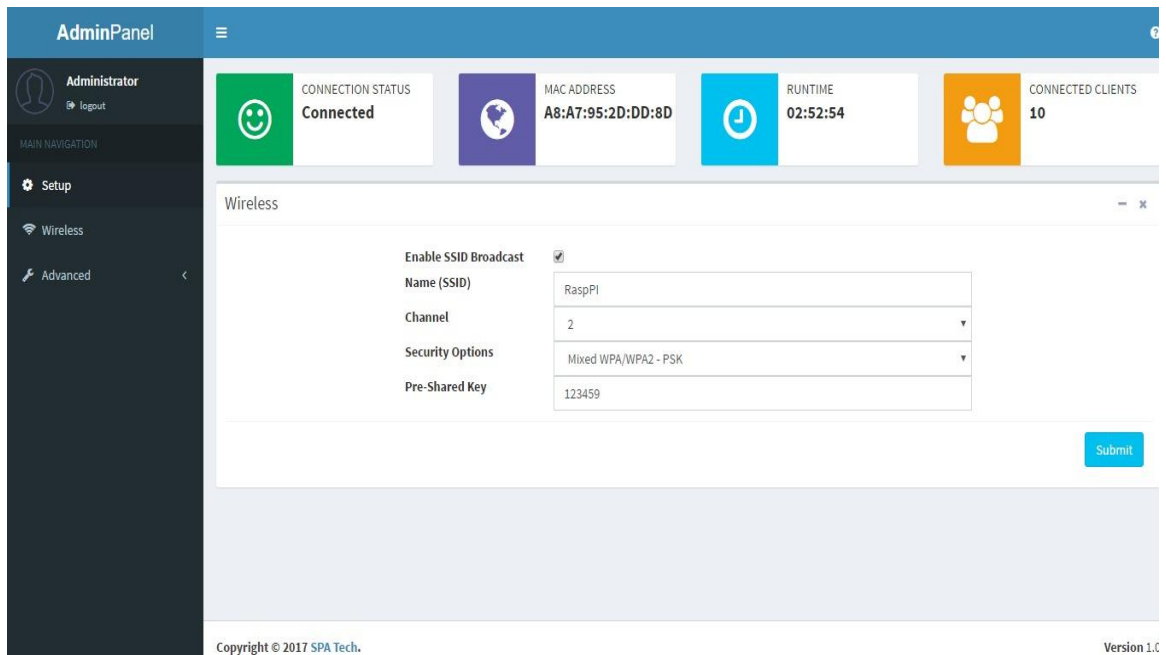 AdminPanel
Administrator
logout
MAIN NAVIGATION
Setup
Wireless
Advanced
CONNECTION STATUS
Connected
MAC ADDRESS
A8:A7:95:2D:DD:8D
RUNTIME
02:52:54
CONNECTED CLIENTS
10
Wireless
Enable SSID Broadcast
Name (SSID) RaspPI
Channel 2
Security Options Mixed WPA/WPA2 - PSK
Pre-Shared Key 123459
Submit
Copyright © 2017 SPA Tech. Version 1.0